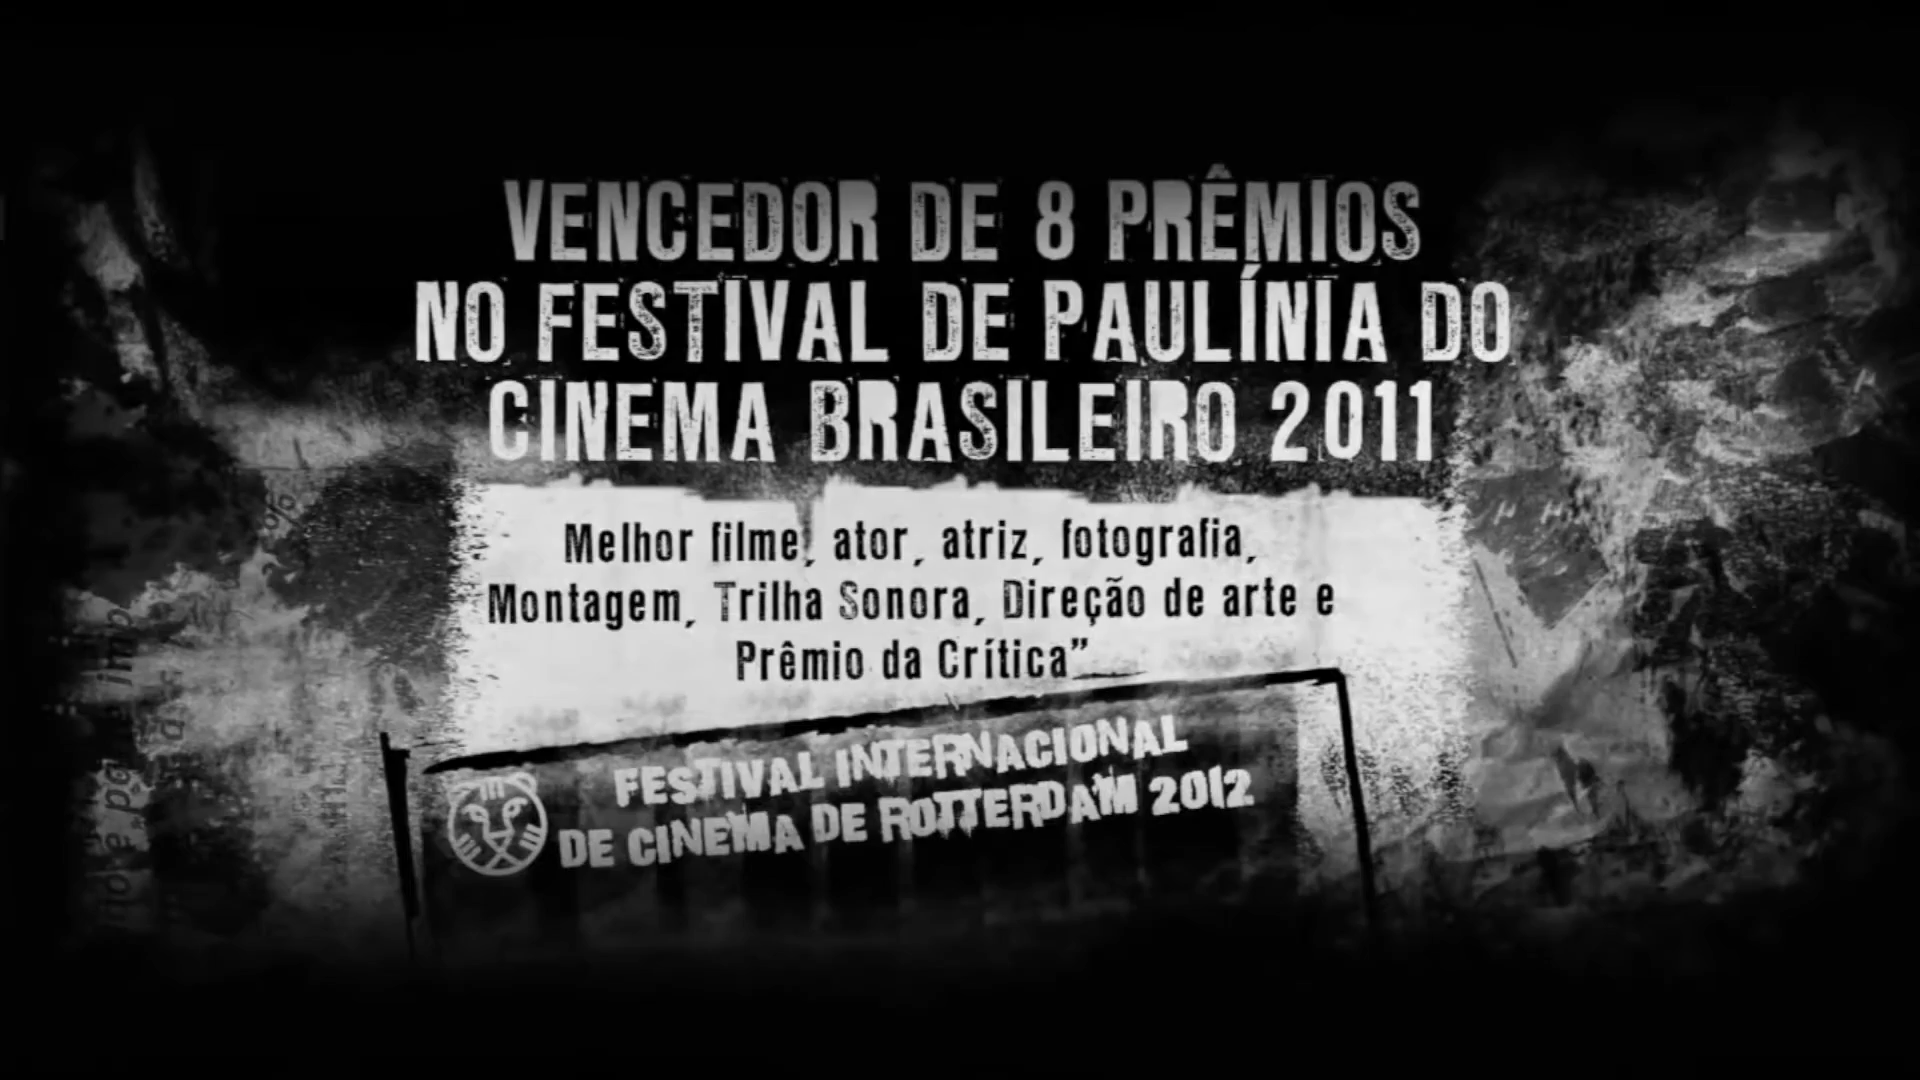 VENCEDOR DE 8 PRÊMIOS
NO FESTIVAL DE PAULÍNIA DO
CINEMA BRASILEIRO 2011
Melhor filme, ator, atriz, fotografia,
Montagem, Trilha Sonora, Direção de arte e
Prêmio da Crítica”
FESTIVAL INTERNACIONAL
DE CINEMA DE ROTTERDAM 2012